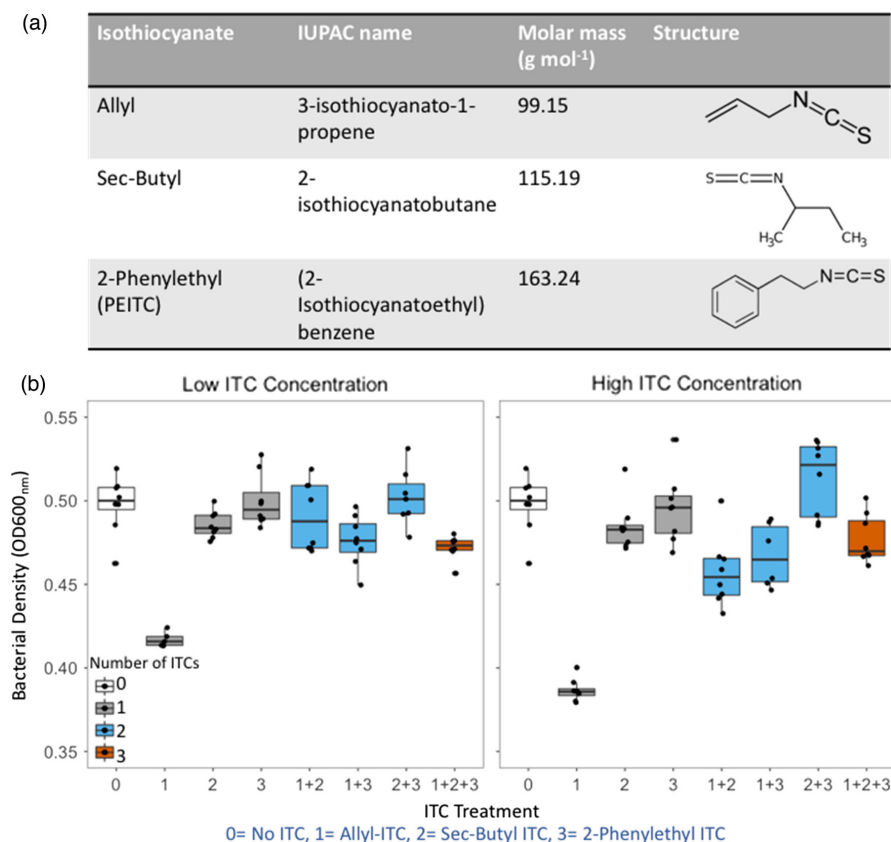 (a)
Isothiocyanate IUPAC name Molar mass (g mol-1) Structure
Allyl 3-isothiocyanato-1-propene 99.15
N=C=S
Sec-Butyl 2-isothiocyanatobutane 115.19
S=C=N
H3C CH3
2-Phenylethyl (PEITC) (2-Isothiocyanatoethyl) benzene 163.24
N=C=S
(b)
Low ITC Concentration High ITC Concentration
Bacterial Density (OD600nm)
0.55
0.50
0.45
0.40
0.35
Number of ITCs
0
1
2
3
0 1 2 3 1+2 1+3 2+3 1+2+3 0 1 2 3 1+2 1+3 2+3 1+2+3
ITC Treatment
0= No ITC, 1= Allyl-ITC, 2= Sec-Butyl ITC, 3= 2-Phenylethyl ITC